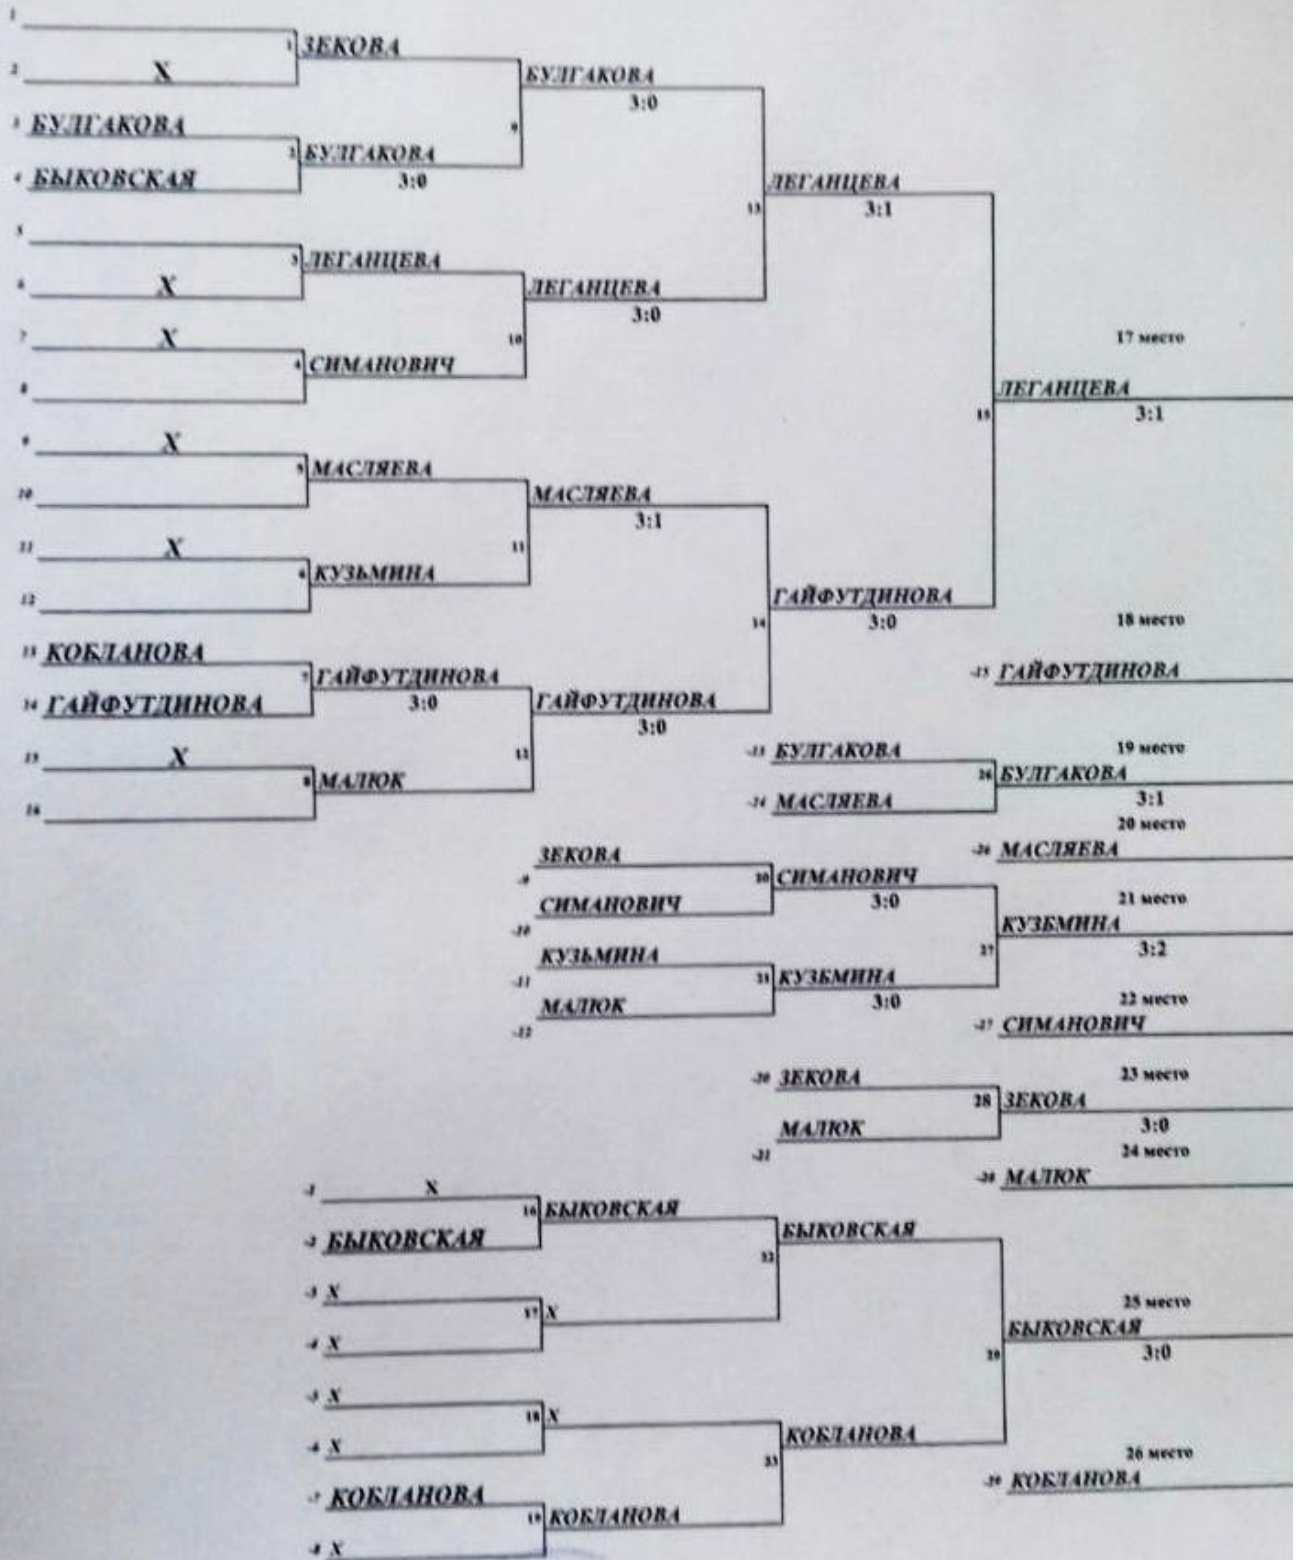 1
1 ЗЕКОВА
2 X
БУЛГАКОВА
3:0
3 БУЛГАКОВА
9
2 БУЛГАКОВА
3:0
4 БЫКОВСКАЯ
ЛЕГАНЦЕВА
3:1
13
5
3 ЛЕГАНЦЕВА
6 X
ЛЕГАНЦЕВА
3:0
7 X
10
17 место
4 СИМАНОВИЧ
8
ЛЕГАНЦЕВА
3:1
15
9 X
5 МАСЛЯЕВА
10
МАСЛЯЕВА
3:1
11 X
11
6 КУЗЬМИНА
12
ГАЙФУТДИНОВА
3:0
14
18 место
13 КОБЛАНОВА
7 ГАЙФУТДИНОВА
3:0
-15 ГАЙФУТДИНОВА
14 ГАЙФУТДИНОВА
ГАЙФУТДИНОВА
3:0
15 X
12
-13 БУЛГАКОВА
19 место
8 МАЛЮК
26 БУЛГАКОВА
3:1
16
-14 МАСЛЯЕВА
20 место
-26 МАСЛЯЕВА
ЗЕКОВА
-9
20 СИМАНОВИЧ
3:0
СИМАНОВИЧ
-10
21 место
КУЗЬМИНА
-11
27
КУЗБМИНА
3:2
21 КУЗБМИНА
3:0
МАЛЮК
-12
22 место
-27 СИМАНОВИЧ
-20 ЗЕКОВА
23 место
28 ЗЕКОВА
3:0
МАЛЮК
-21
24 место
-28 МАЛЮК
-1 X
16 БЫКОВСКАЯ
-2 БЫКОВСКАЯ
БЫКОВСКАЯ
22
-3 X
17 X
25 место
-4 X
БЫКОВСКАЯ
3:0
29
-5 X
18 X
-6 X
КОБЛАНОВА
23
26 место
-29 КОБЛАНОВА
-7 КОБЛАНОВА
19 КОБЛАНОВА
-8 X